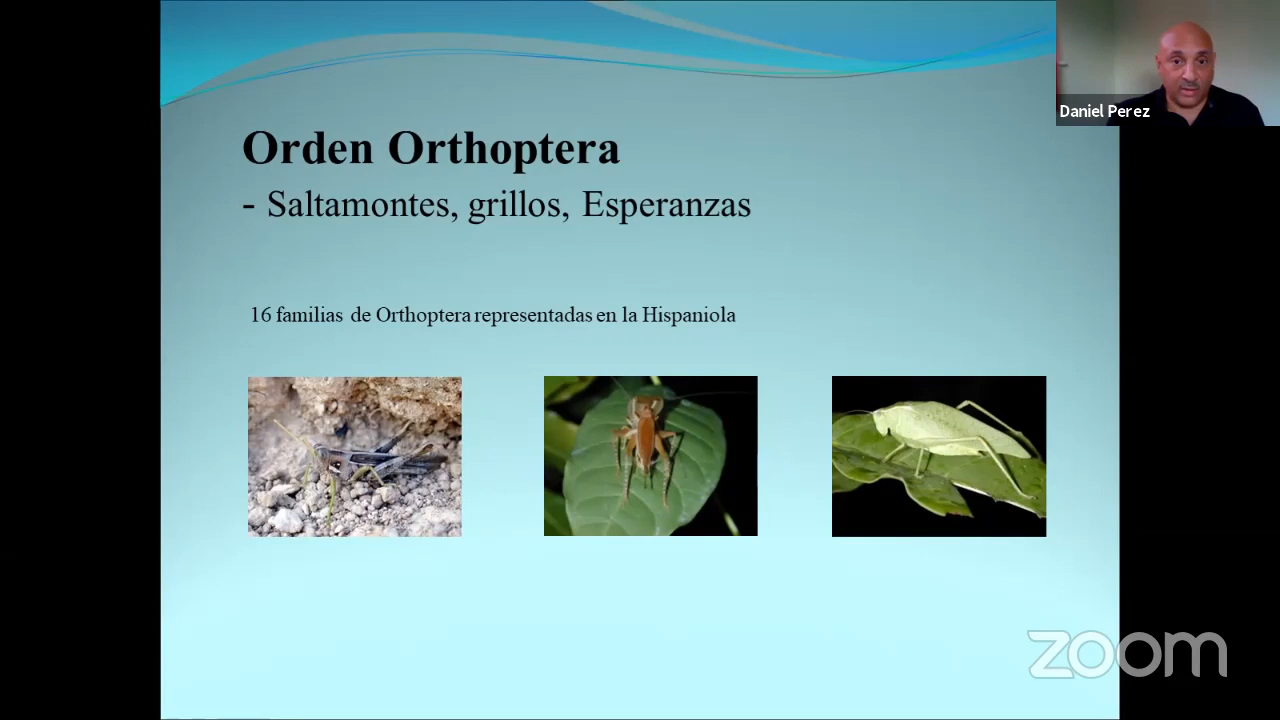 Orden Orthoptera
- Saltamontes, grillos, Esperanzas
16 familias de Orthoptera representadas en la Hispaniola
Daniel Perez
zoom